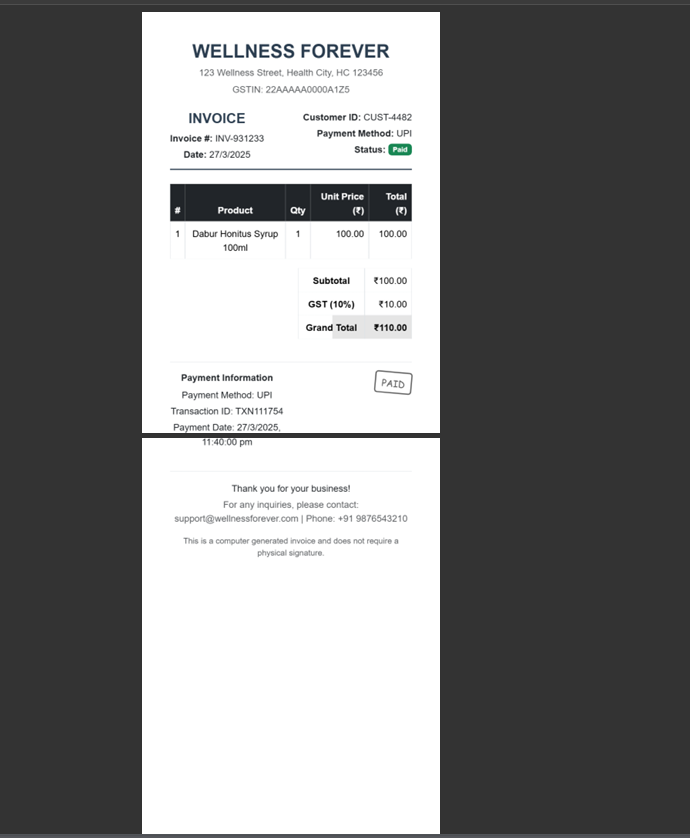 WELLNESS FOREVER
123 Wellness Street, Health City, HC 123456
GSTIN: 22AAAAA0000A1Z5
INVOICE
Invoice #: INV-931233
Date: 27/3/2025
Customer ID: CUST-4482
Payment Method: UPI
Status: Paid
# Product Qty Unit Price (₹) Total (₹)
1 Dabur Honitus Syrup 1 100.00 100.00
100ml
Subtotal ₹100.00
GST (10%) ₹10.00
Grand Total ₹110.00
Payment Information
Payment Method: UPI
Transaction ID: TXN111754
Payment Date: 27/3/2025,
11:40:00 pm
PAID
Thank you for your business!
For any inquiries, please contact:
support@wellnessforever.com | Phone: +91 9876543210
This is a computer generated invoice and does not require a
physical signature.